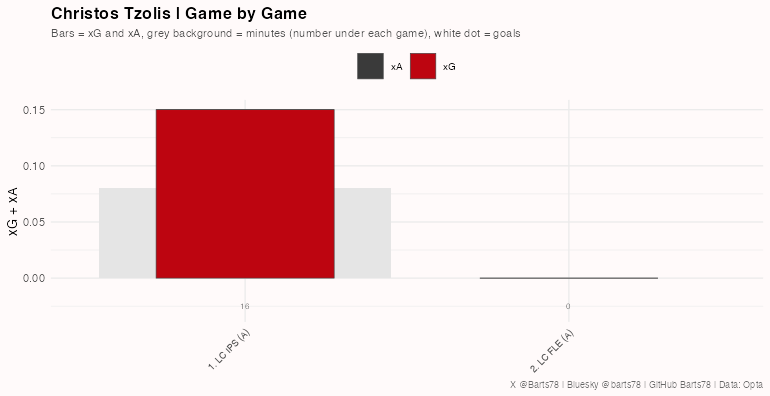 Christos Tzolis | Game by Game
Bars = xG and xA, grey background = minutes (number under each game), white dot = goals
xA xG
xG + xA
0.15
0.10
0.05
0.00
16 0
1. LC IPS (A) 2. LC FLE (A)
X @Barts78 | Bluesky @barts78 | GitHub Barts78 | Data: Opta